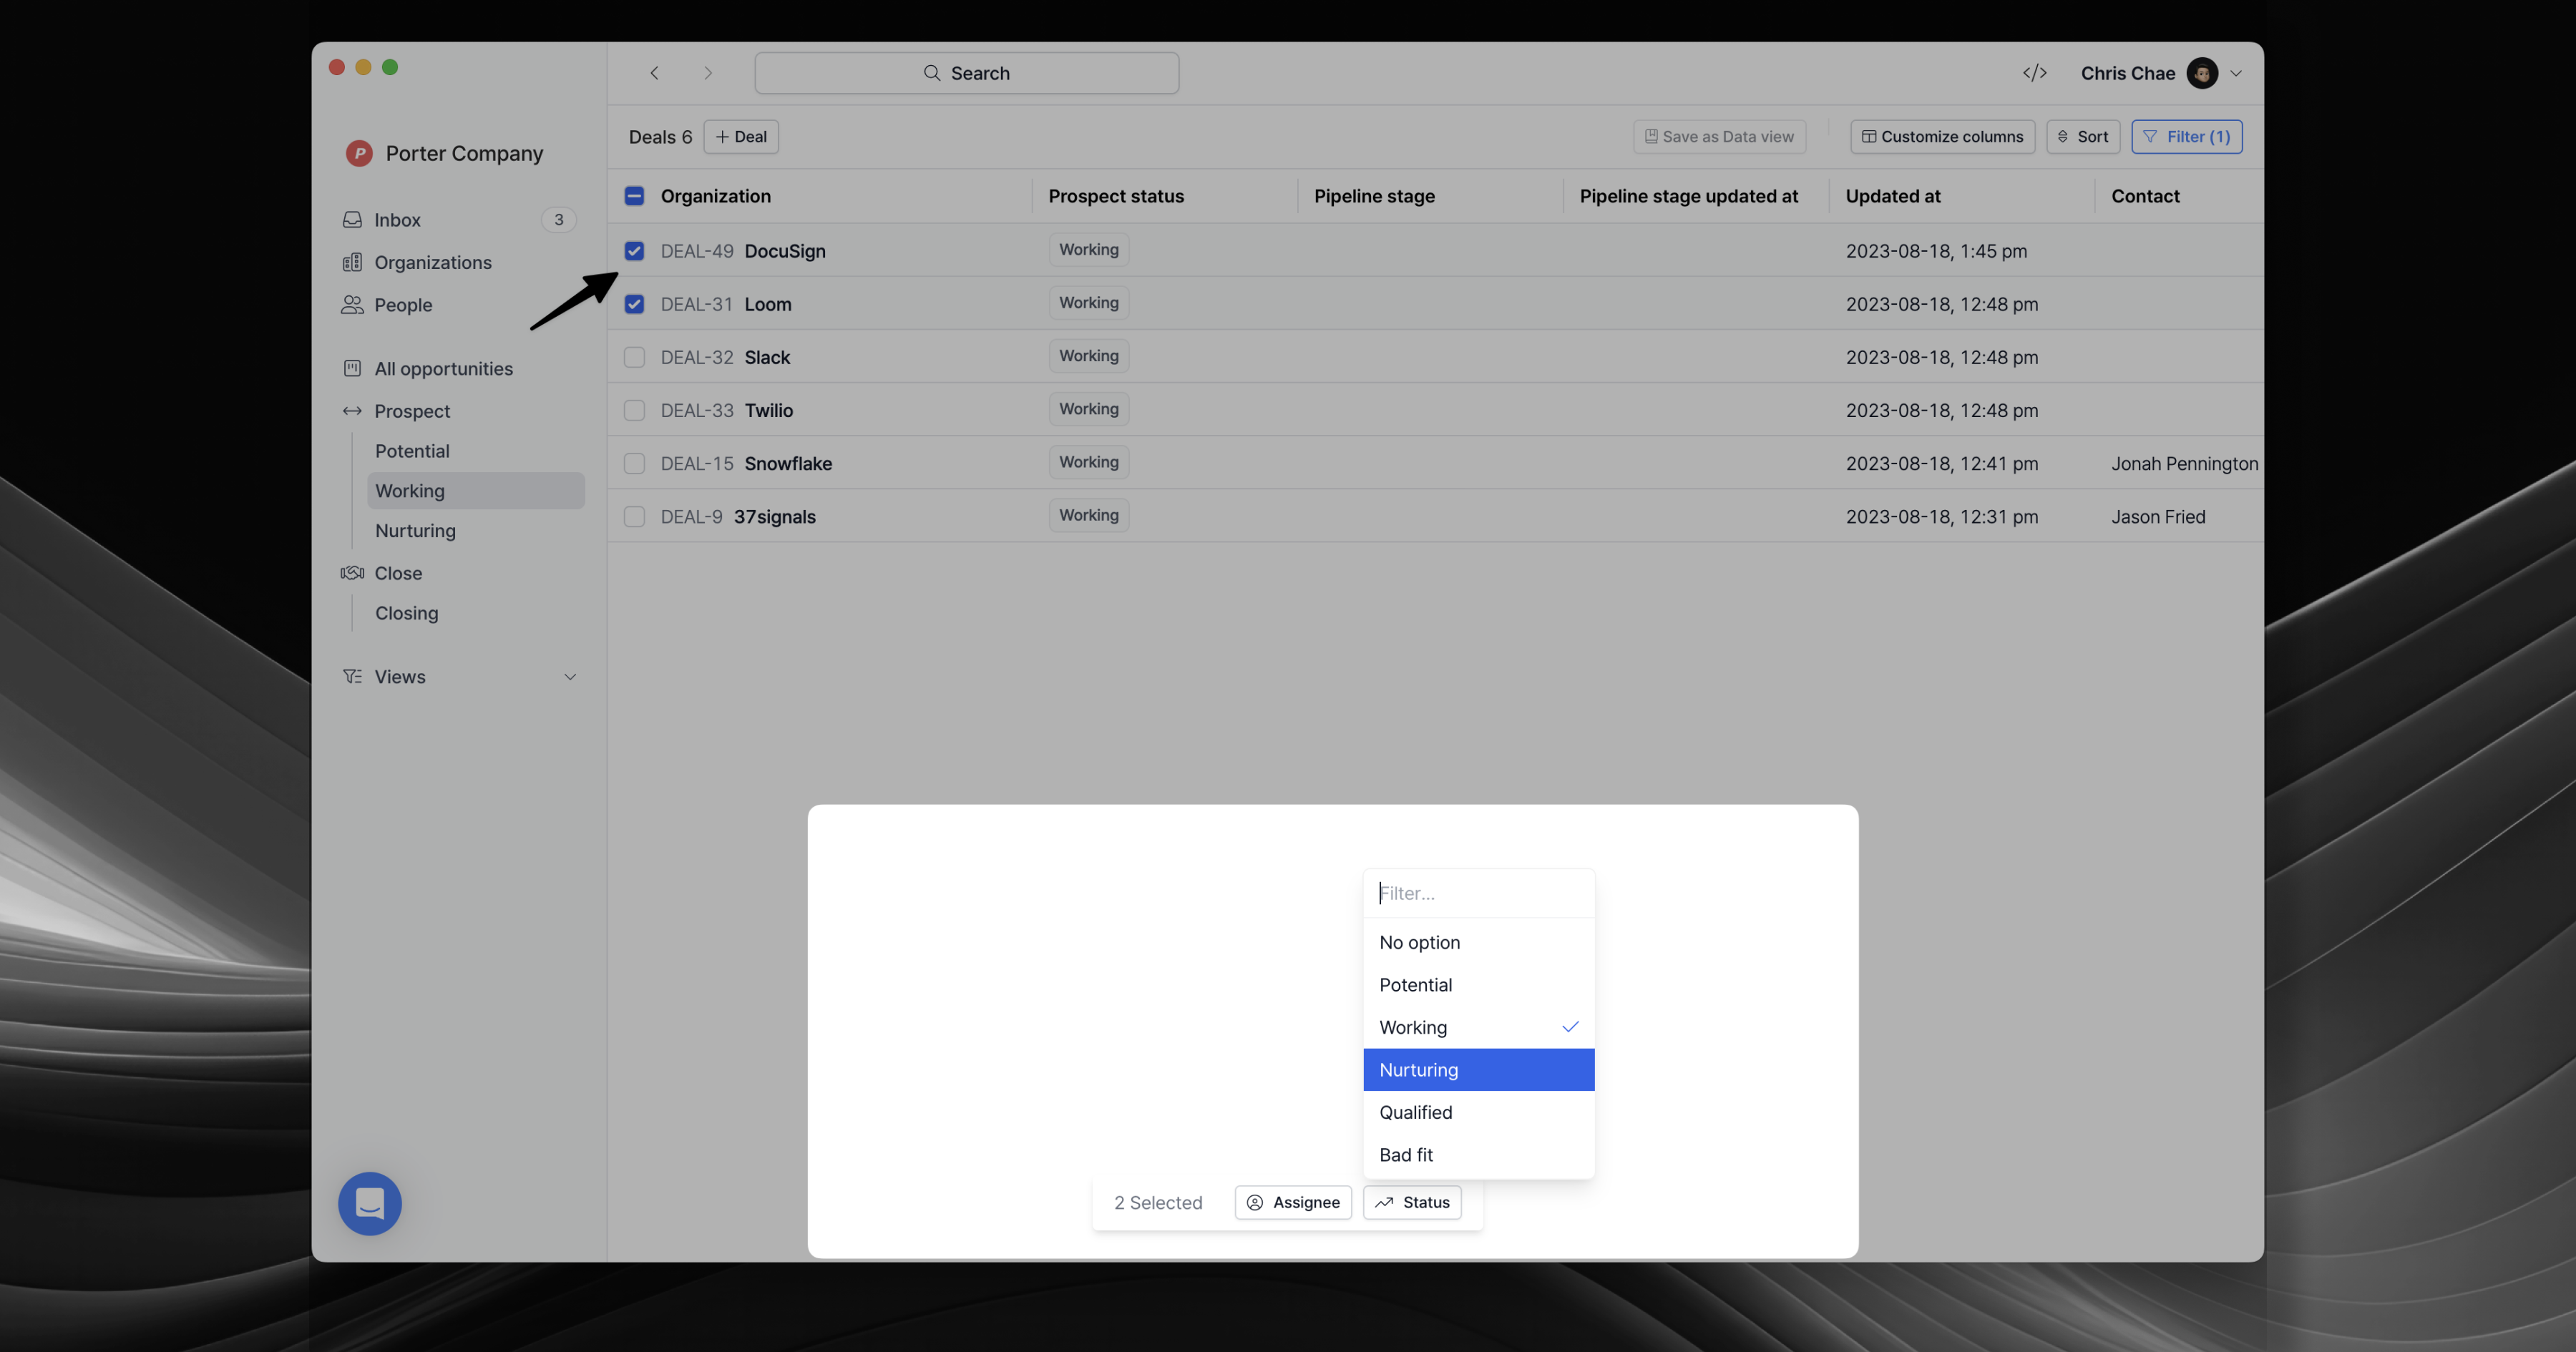 Search
</>
Chris Chae
P Porter Company
Inbox 3
Organizations
People
All opportunities
Prospect
Potential
Working
Nurturing
Close
Closing
Views
Deals 6
+ Deal
Save as Data view
Customize columns
Sort
Filter (1)
Organization Prospect status Pipeline stage Pipeline stage updated at Updated at Contact
DEAL-49 DocuSign Working 2023-08-18, 1:45 pm
DEAL-31 Loom Working 2023-08-18, 12:48 pm
DEAL-32 Slack Working 2023-08-18, 12:48 pm
DEAL-33 Twilio Working 2023-08-18, 12:48 pm
DEAL-15 Snowflake Working 2023-08-18, 12:41 pm Jonah Pennington
DEAL-9 37signals Working 2023-08-18, 12:31 pm Jason Fried
Filter...
No option
Potential
Working
Nurturing
Qualified
Bad fit
2 Selected Assignee Status